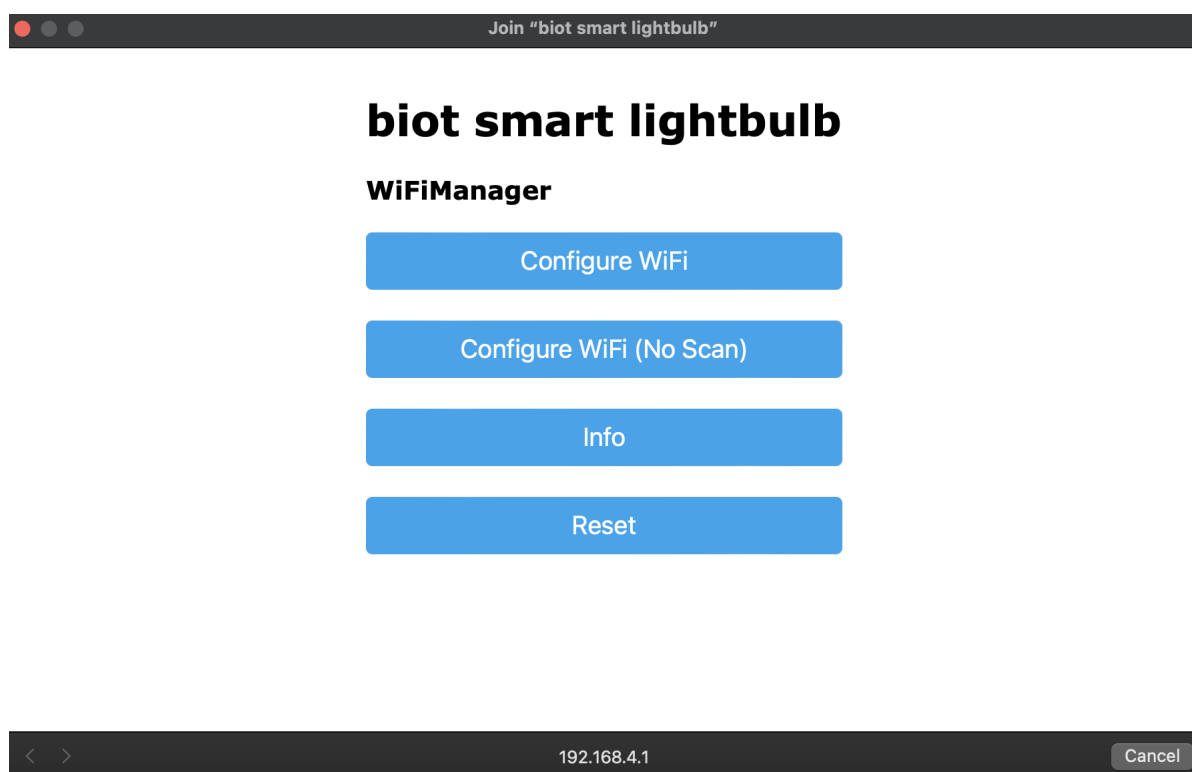 Join “biot smart lightbulb”
biot smart lightbulb
WiFiManager
Configure WiFi
Configure WiFi (No Scan)
Info
Reset
192.168.4.1
Cancel